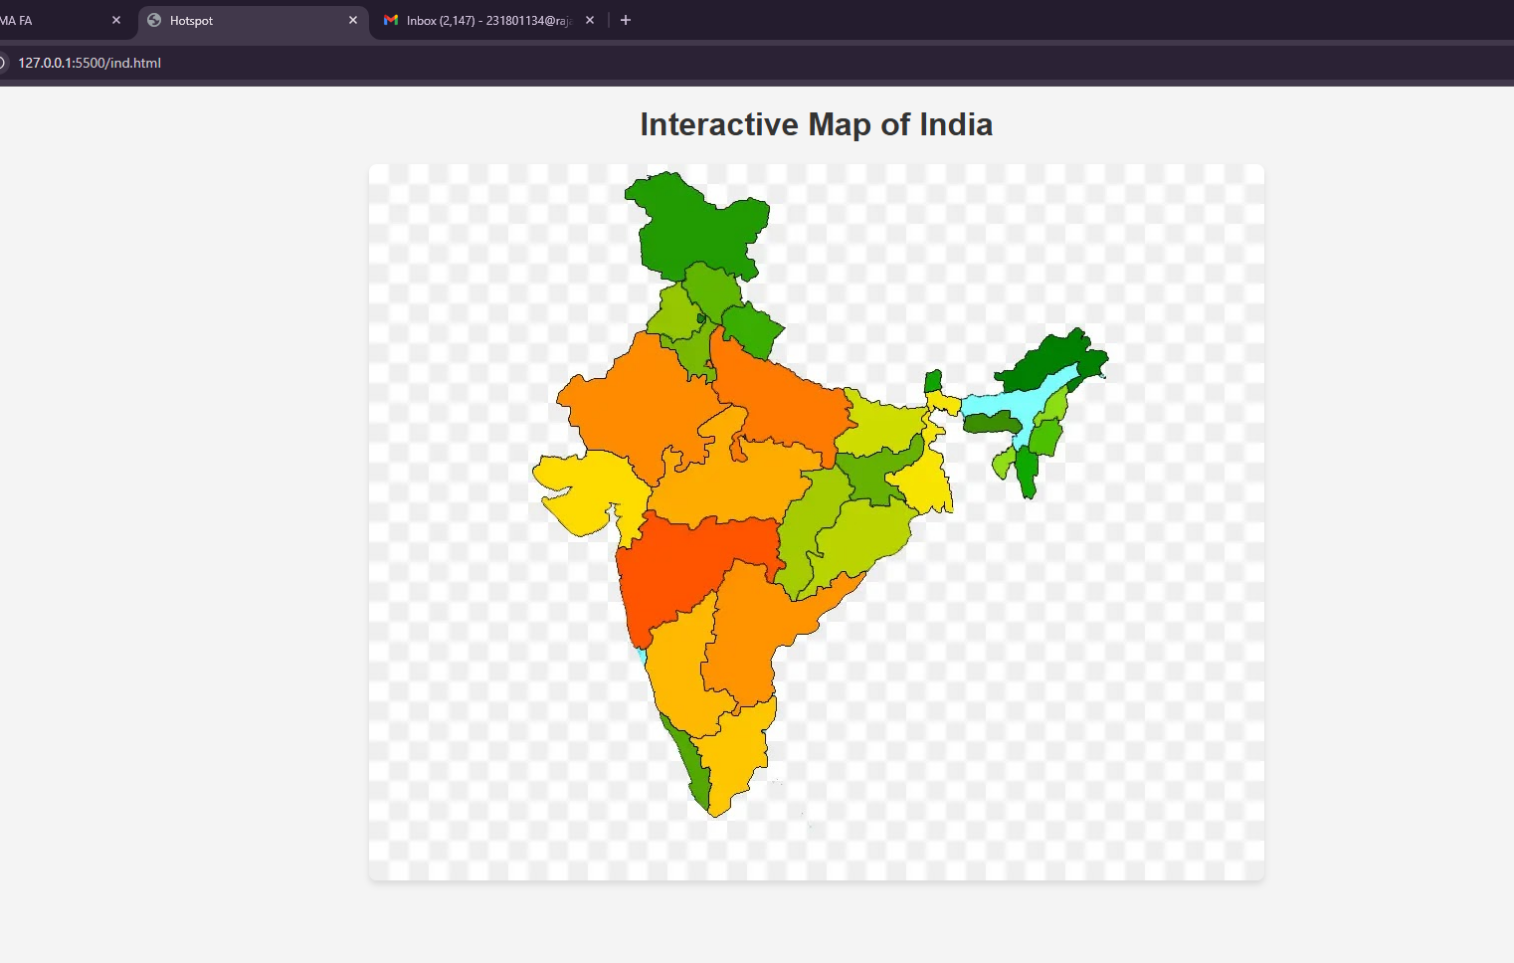 MA FA
Hotspot
Inbox (2,147) - 231801134@raj
127.0.0.1:5500/ind.html
Interactive Map of India